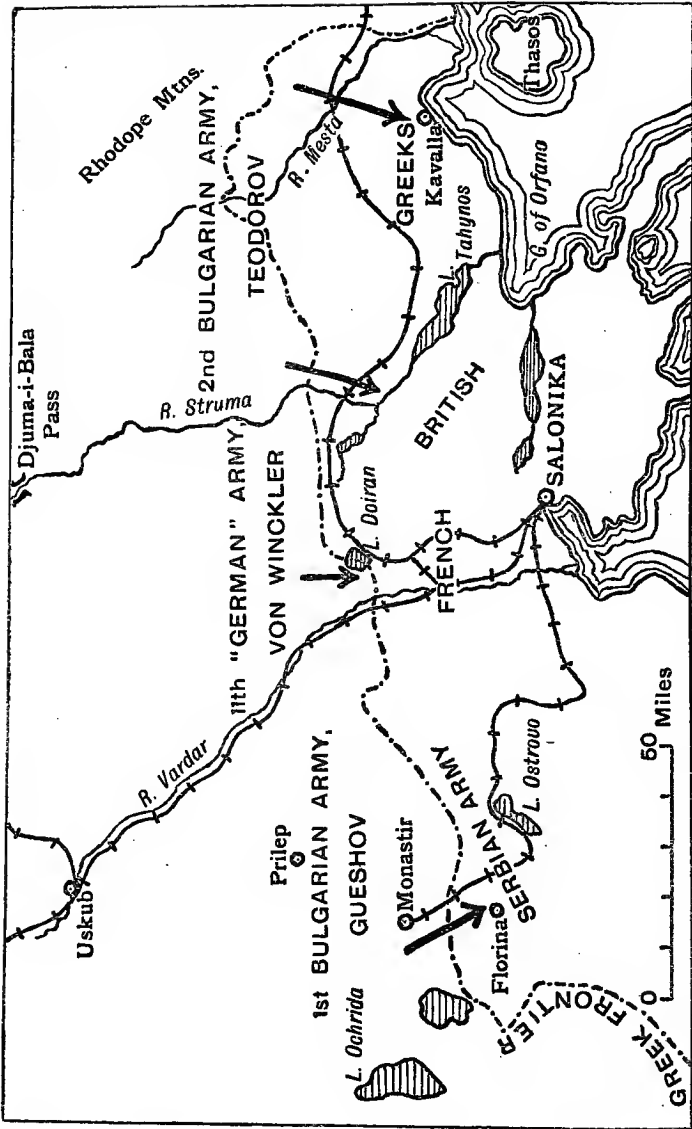 Rhodope Mtns.
Djuma-i-Bala
Pass
2nd BULGARIAN ARMY,
TEODOROV
R. Mesta
R. Struma
GREEKS
Kavalla
Thasos
G. of Orfano
L. Tahynos
BRITISH
11th "GERMAN" ARMY,
VON WINCKLER
L. Doiran
FRENCH
SALONIKA
R. Vardar
Uskub
Prilep
1st BULGARIAN ARMY,
GUESHOV
Monastir
SERBIAN ARMY
L. Ostrovo
Florina
L. Ochrida
GREEK FRONTIER
0 50 Miles